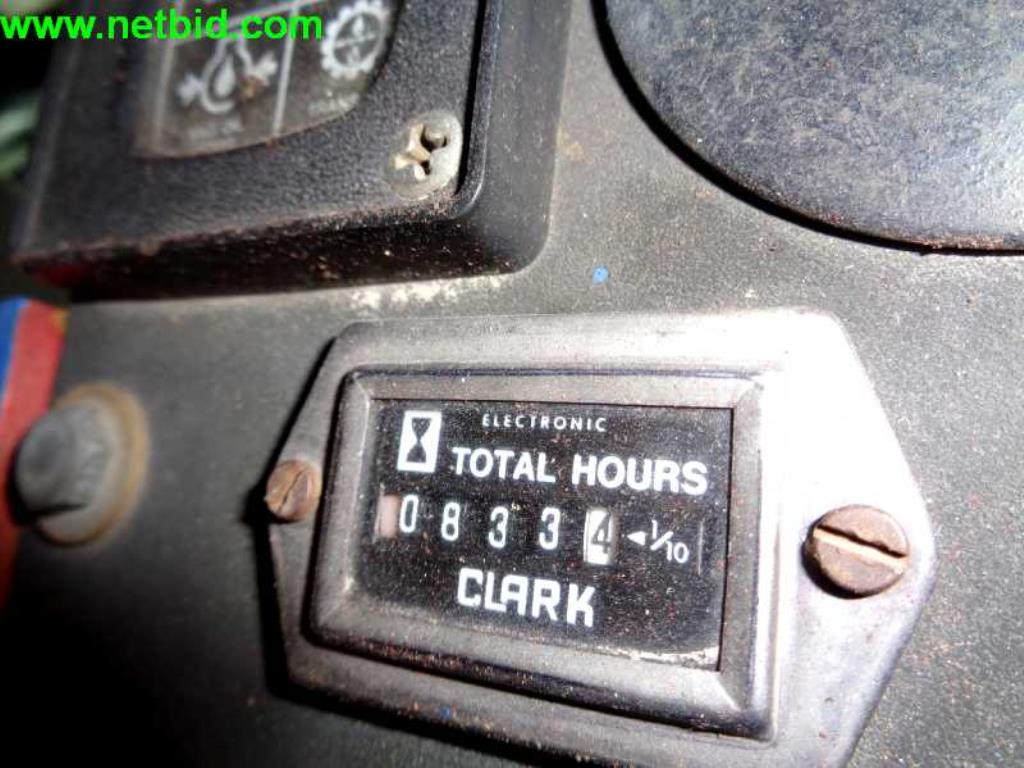 www.netbid.com
ELECTRONIC
TOTAL HOURS
0 8 3 3 4 ◄1/10
CLARK